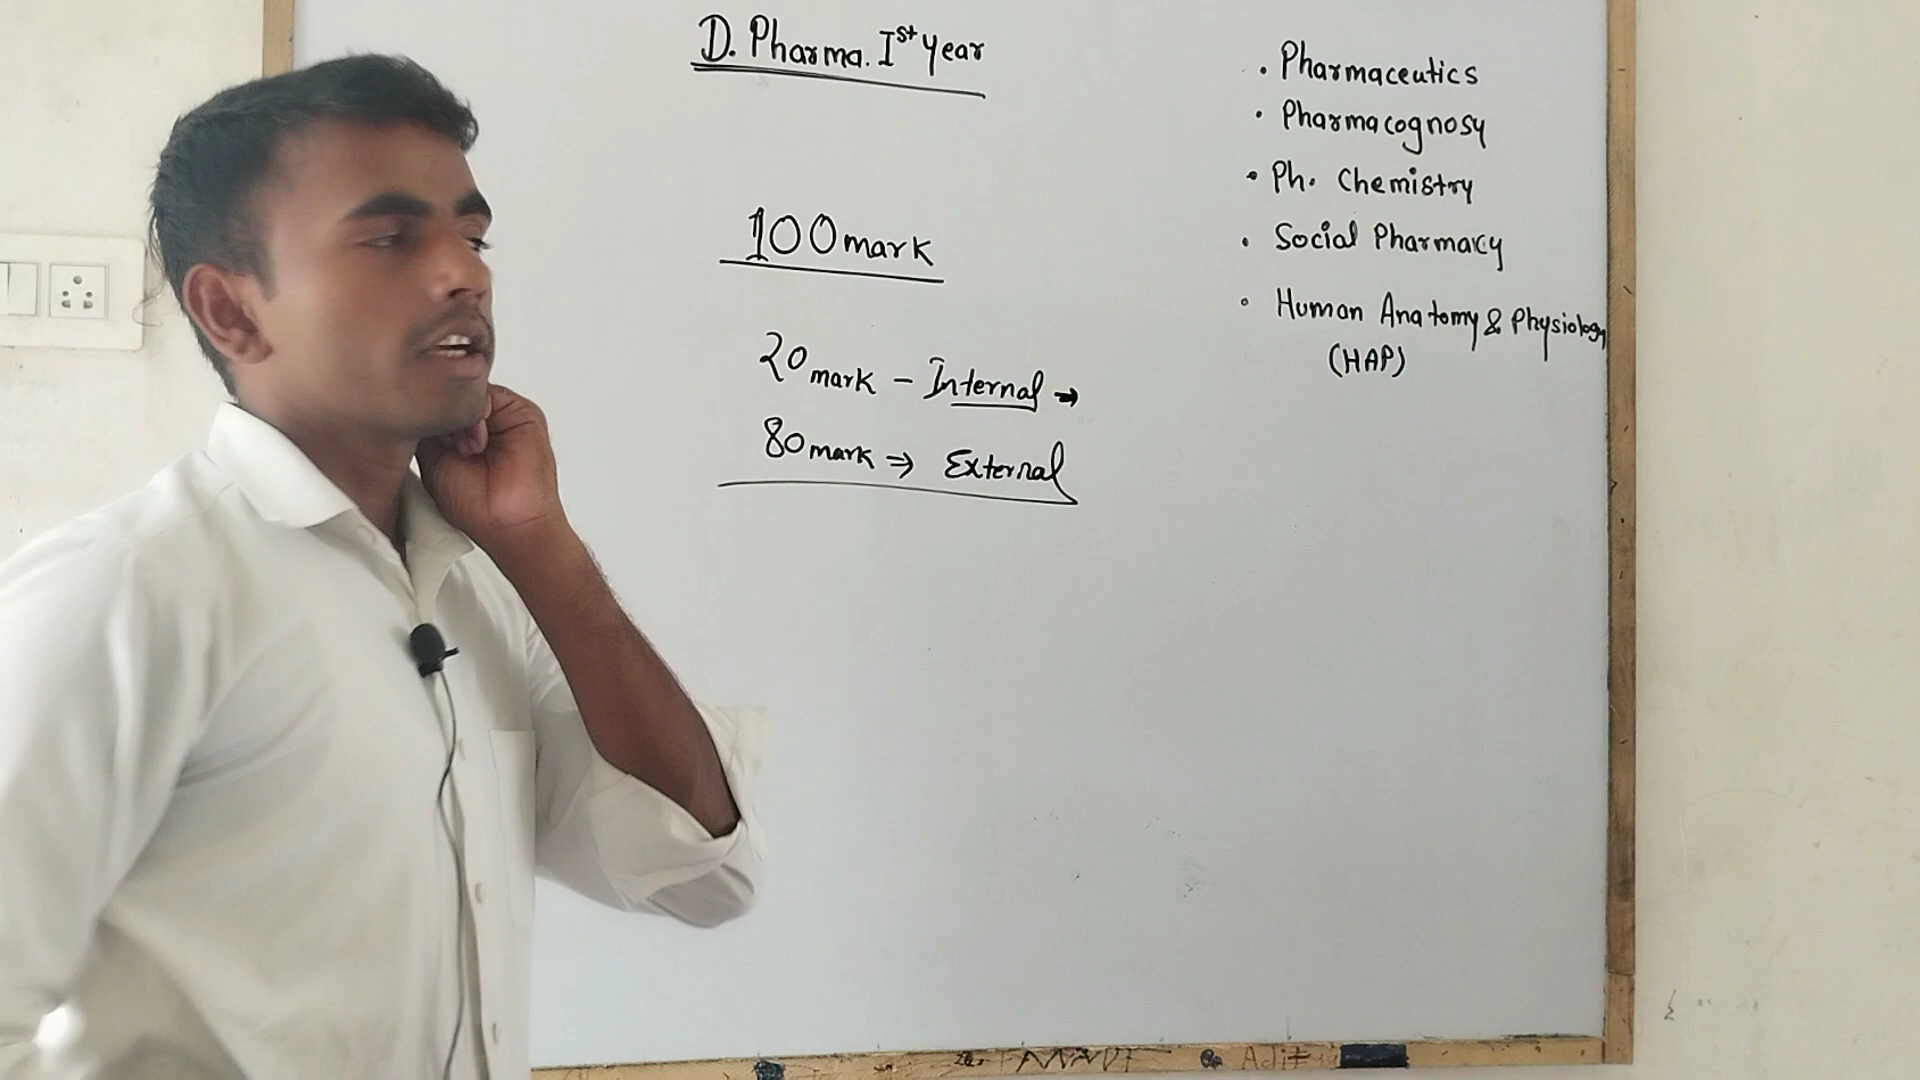 D. Pharma. Ist year
100 mark
20 mark - Internal →
80 mark ⇒ External
• Pharmaceutics
• Pharmacognosy
• Ph. Chemistry
• Social Pharmacy
• Human Anatomy & Physiology
(HAP)